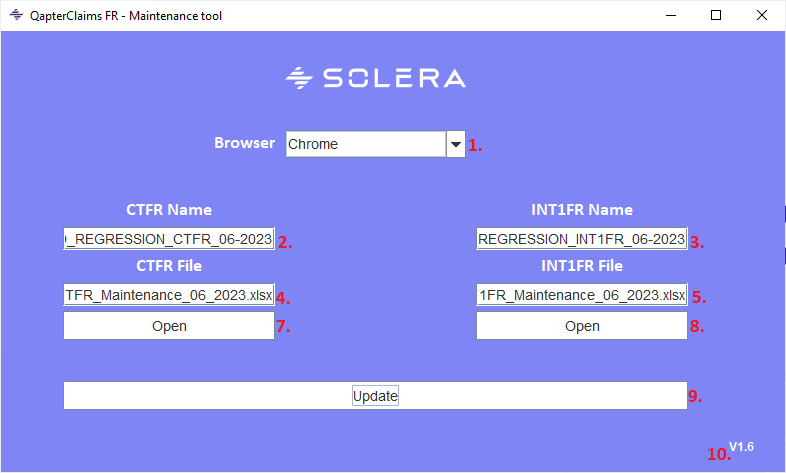 QapterClaims FR - Maintenance tool
SOLERA
Browser Chrome 1.
CTFR Name INT1FR Name
_REGRESSION_CTFR_06-2023 2. REGRESSION_INT1FR_06-2023 3.
CTFR File INT1FR File
TFR_Maintenance_06_2023.xlsx 4. 1FR_Maintenance_06_2023.xlsx 5.
Open 7. Open 8.
Update 9.
10. V1.6